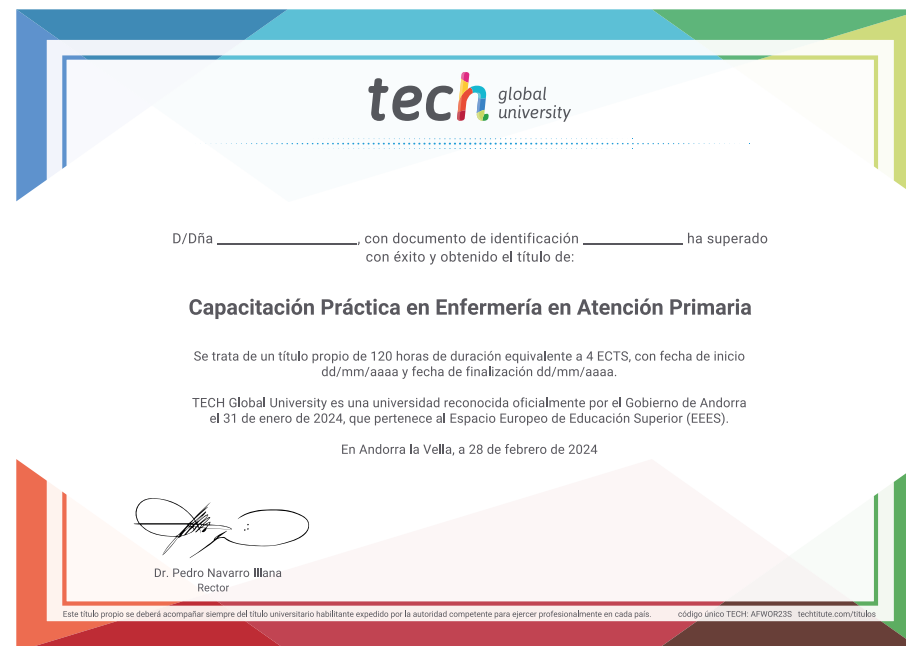 tech global university
D/Dña ________________, con documento de identificación ____________ ha superado
con éxito y obtenido el título de:
Capacitación Práctica en Enfermería en Atención Primaria
Se trata de un título propio de 120 horas de duración equivalente a 4 ECTS, con fecha de inicio
dd/mm/aaaa y fecha de finalización dd/mm/aaaa.
TECH Global University es una universidad reconocida oficialmente por el Gobierno de Andorra
el 31 de enero de 2024, que pertenece al Espacio Europeo de Educación Superior (EEES).
En Andorra la Vella, a 28 de febrero de 2024
Dr. Pedro Navarro Illana
Rector
Este título propio se deberá acompañar siempre del título universitario habilitante expedido por la autoridad competente para ejercer profesionalmente en cada país. código único TECH: AFWOR23S techtitute.com/titulos